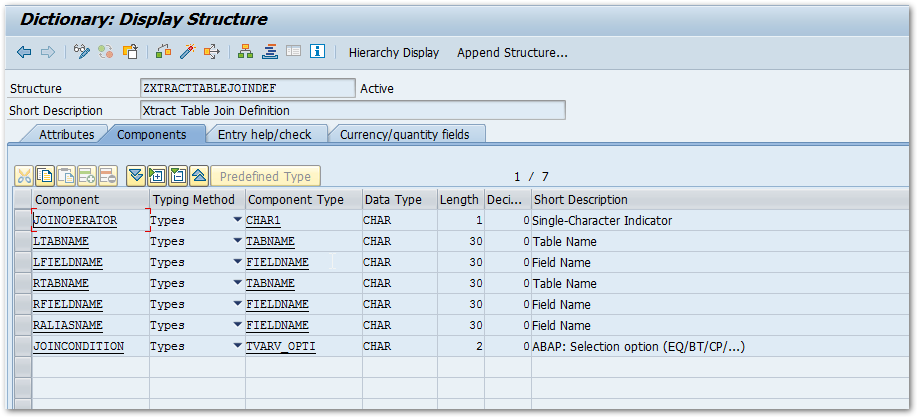 Dictionary: Display Structure
Hierarchy Display Append Structure...
Structure ZXTRACTTABLEJOINDEF Active
Short Description Xtract Table Join Definition
Attributes Components Entry help/check Currency/quantity fields
Predefined Type 1 / 7
Component Typing Method Component Type Data Type Length Deci... Short Description
JOINOPERATOR Types CHAR1 CHAR 1 0 Single-Character Indicator
LTABNAME Types TABNAME CHAR 30 0 Table Name
LFIELDNAME Types FIELDNAME CHAR 30 0 Field Name
RTABNAME Types TABNAME CHAR 30 0 Table Name
RFIELDNAME Types FIELDNAME CHAR 30 0 Field Name
RALIASNAME Types FIELDNAME CHAR 30 0 Field Name
JOINCONDITION Types TVARV_OPTI CHAR 2 0 ABAP: Selection option (EQ/BT/CP/...)